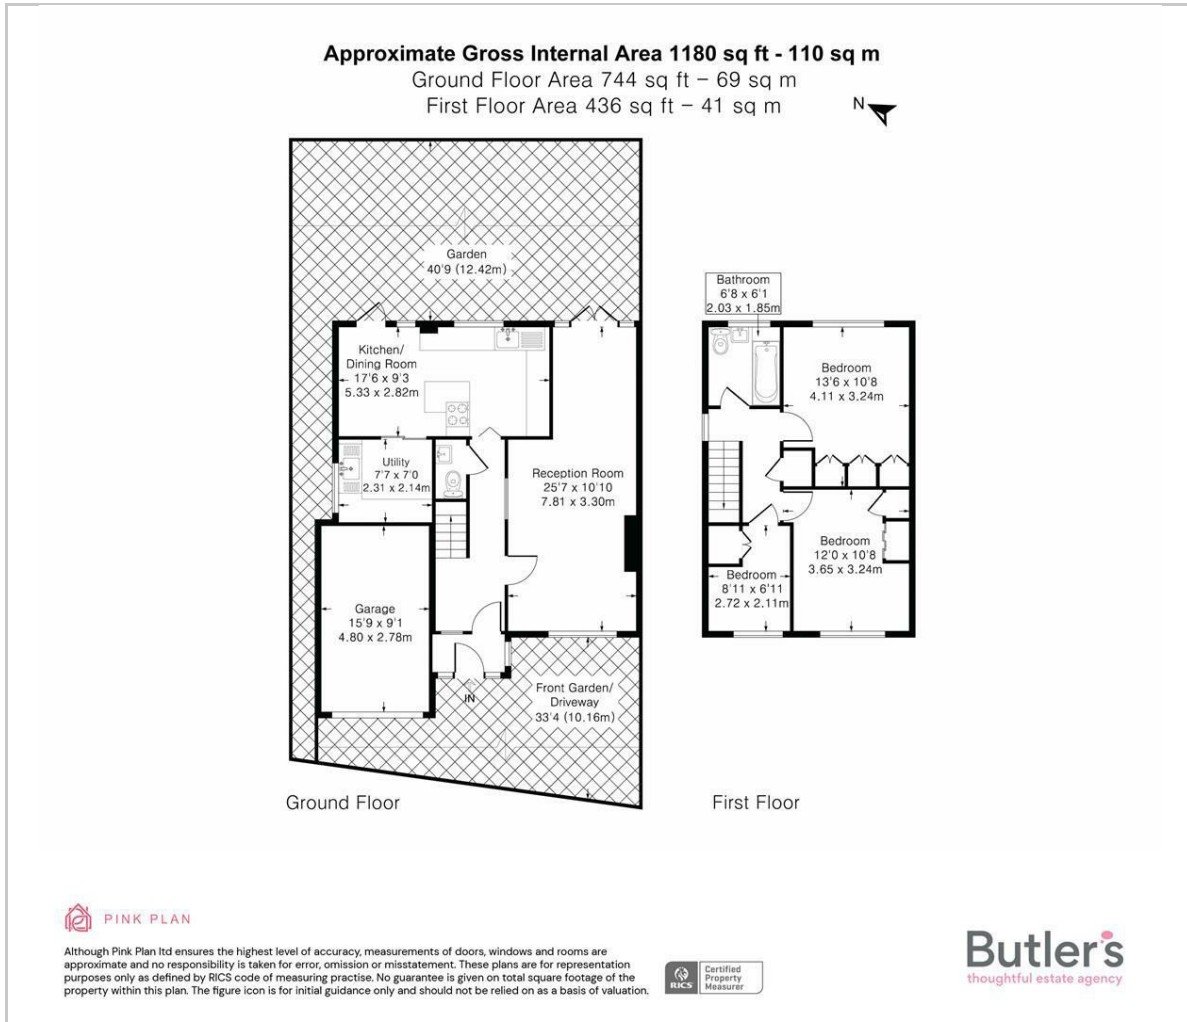 Approximate Gross Internal Area 1180 sq ft - 110 sq m
Ground Floor Area 744 sq ft – 69 sq m
First Floor Area 436 sq ft – 41 sq m
N
Garden
40'9 (12.42m)
Kitchen/
Dining Room
17'6 x 9'3
5.33 x 2.82m
Utility
7'7 x 7'0
2.31 x 2.14m
Reception Room
25'7 x 10'10
7.81 x 3.30m
Garage
15'9 x 9'1
4.80 x 2.78m
IN
Front Garden/
Driveway
33'4 (10.16m)
Ground Floor
Bathroom
6'8 x 6'1
2.03 x 1.85m
Bedroom
13'6 x 10'8
4.11 x 3.24m
Bedroom
12'0 x 10'8
3.65 x 3.24m
Bedroom
8'11 x 6'11
2.72 x 2.11m
First Floor
PINK PLAN
Although Pink Plan ltd ensures the highest level of accuracy, measurements of doors, windows and rooms are
approximate and no responsibility is taken for error, omission or misstatement. These plans are for representation
purposes only as defined by RICS code of measuring practise. No guarantee is given on total square footage of the
property within this plan. The figure icon is for initial guidance only and should not be relied on as a basis of valuation.
RICS
Certified
Property
Measurer
Butler's
thoughtful estate agency